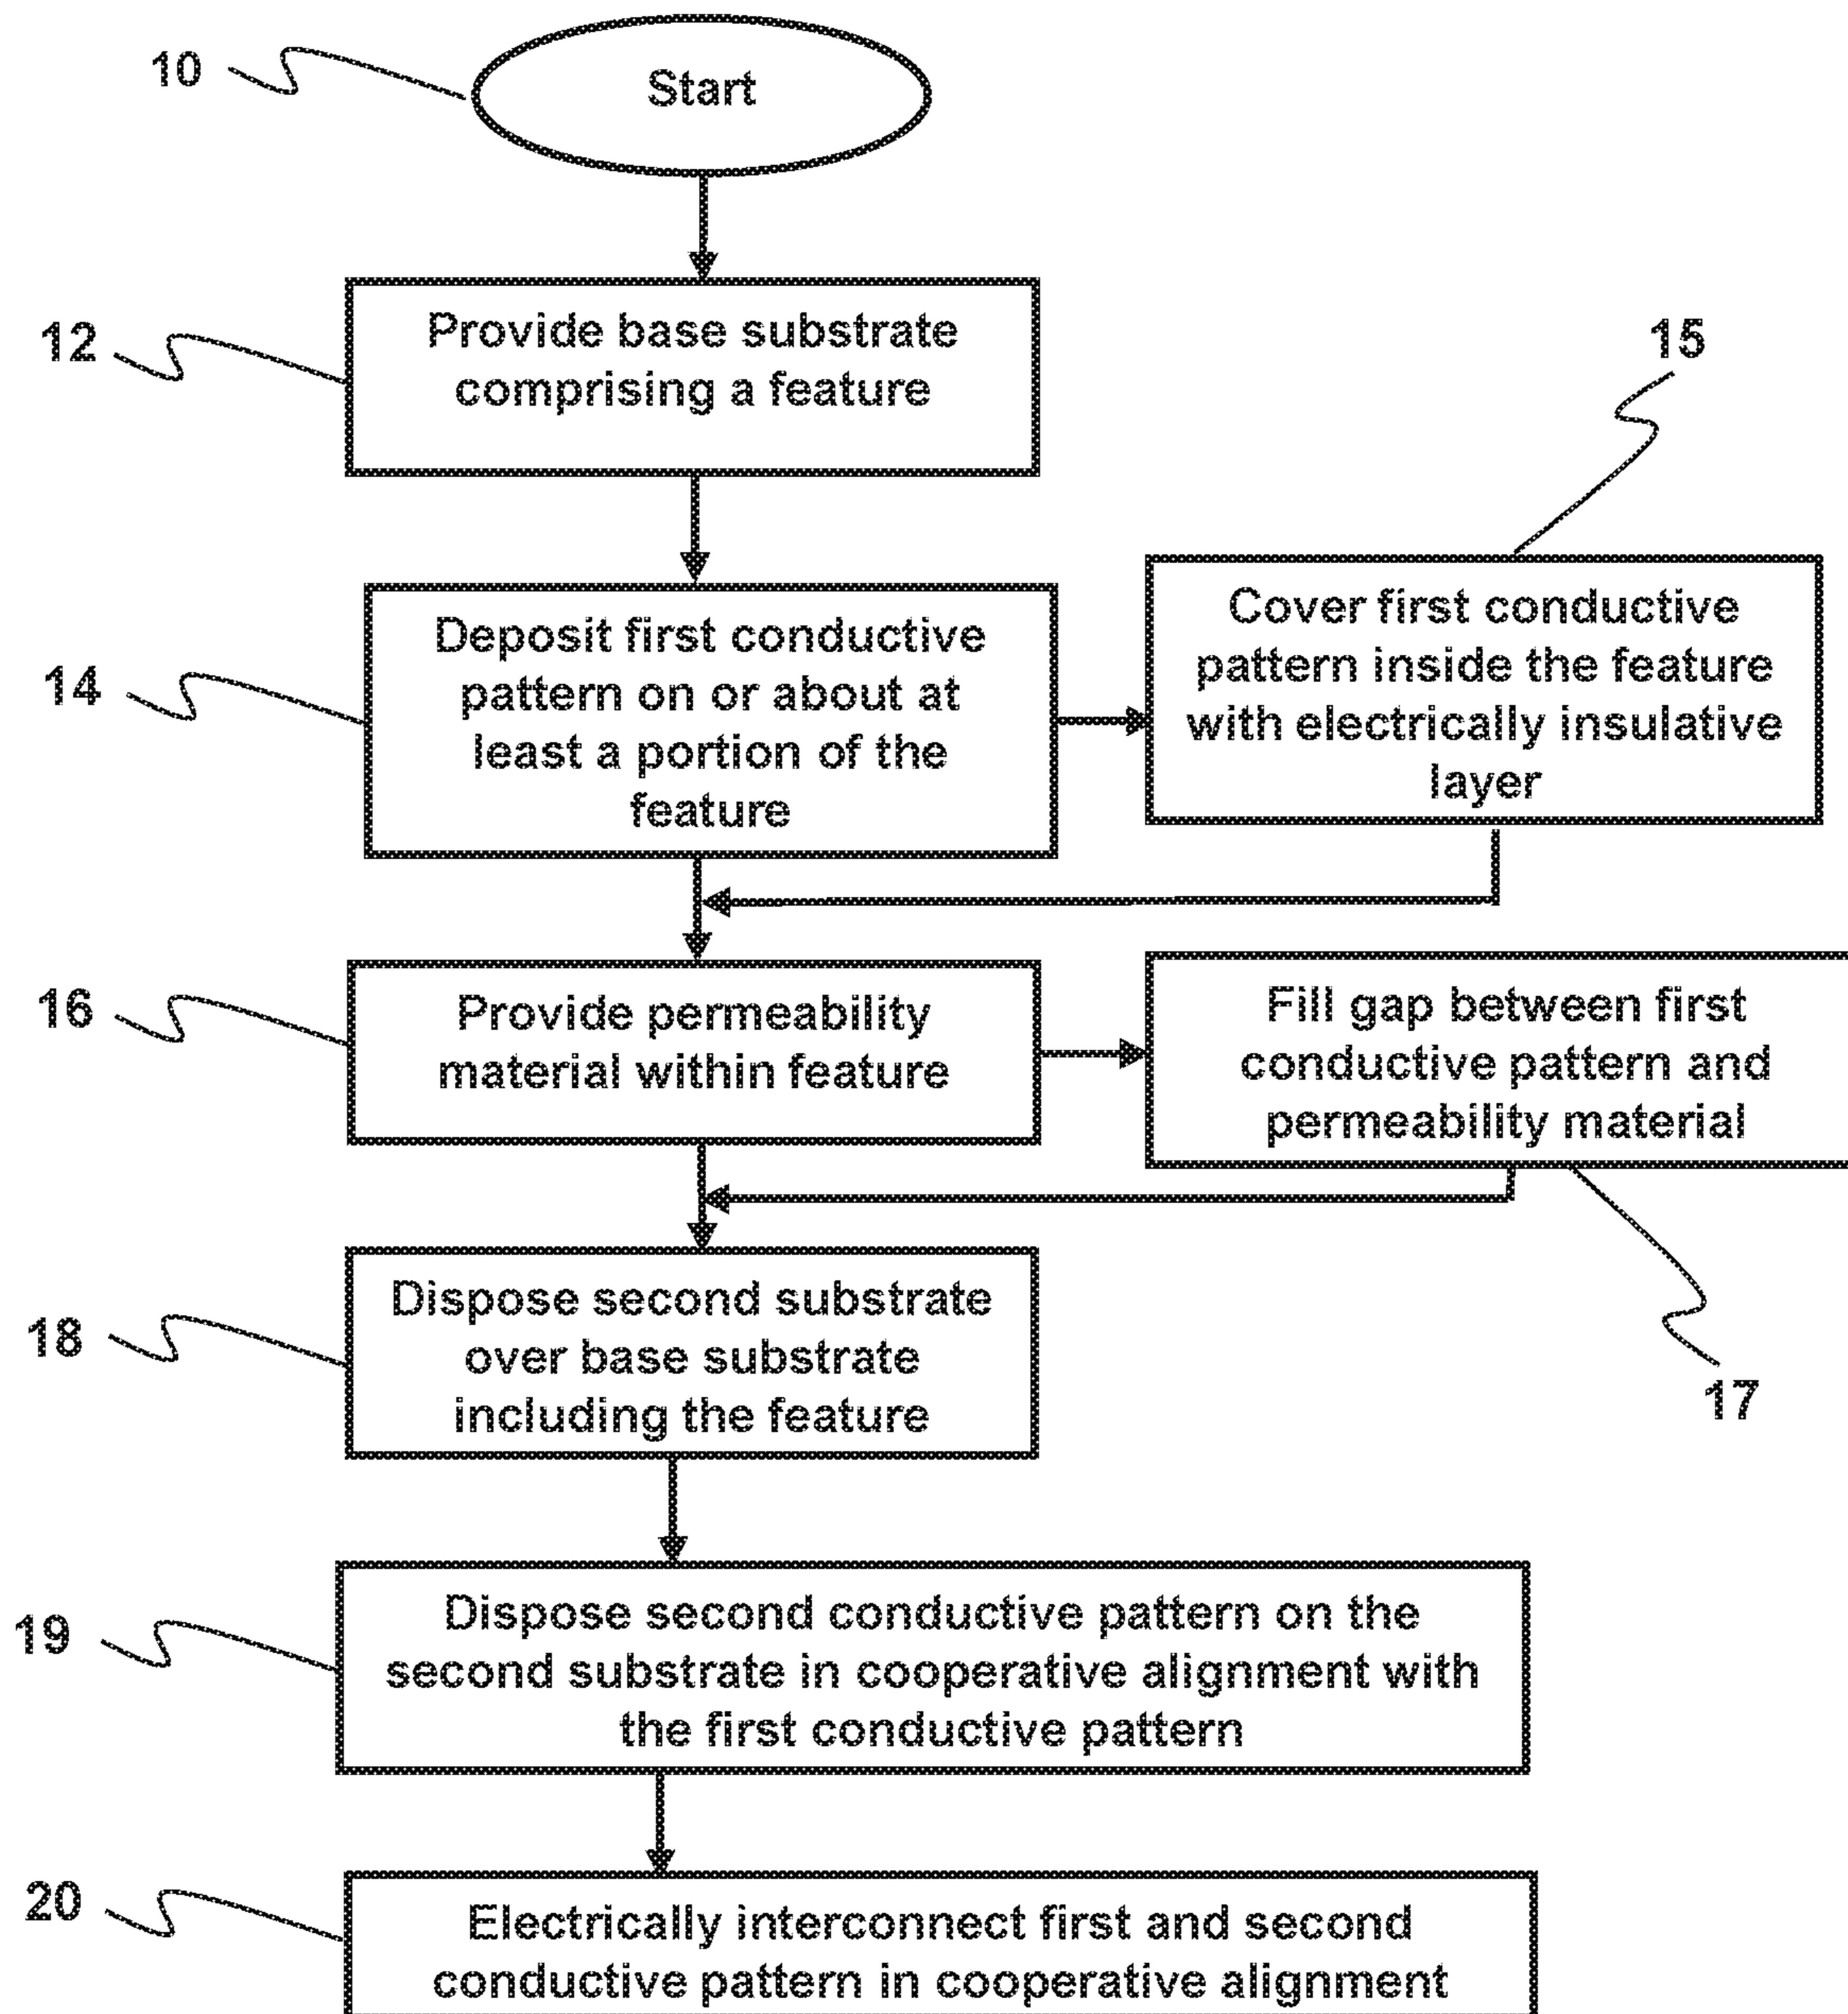 10
Start
12
Provide base substrate
comprising a feature
15
14
Deposit first conductive
pattern on or about at
least a portion of the
feature
Cover first conductive
pattern inside the feature
with electrically insulative
layer
16
Provide permeability
material within feature
Fill gap between first
conductive pattern and
permeability material
17
18
Dispose second substrate
over base substrate
including the feature
19
Dispose second conductive pattern on the
second substrate in cooperative alignment with
the first conductive pattern
20
Electrically interconnect first and second
conductive pattern in cooperative alignment